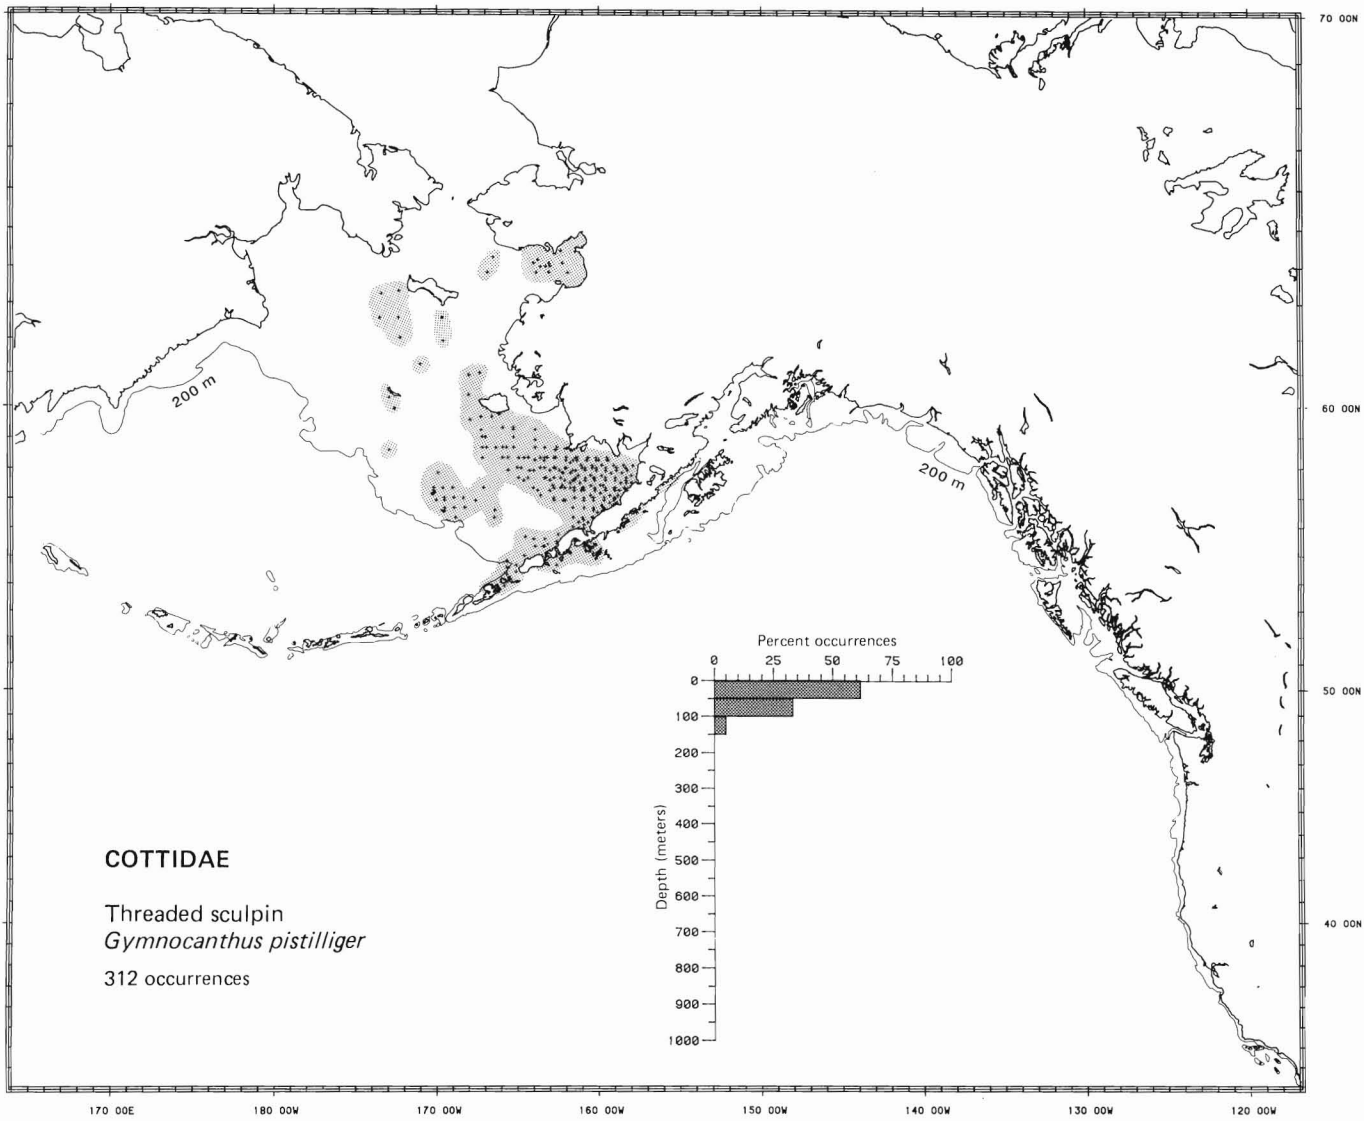 70 00N
200 m
60 00N
200 m
Percent occurrences
0 25 50 75 100
50 00N
0
100
200
300
400
500
600
700
800
900
1000
Depth (meters)
COTTIDAE
Threaded sculpin
Gymnocanthus pistilliger
312 occurrences
40 00N
170 00E 180 00W 170 00W 160 00W 150 00W 140 00W 130 00W 120 00W